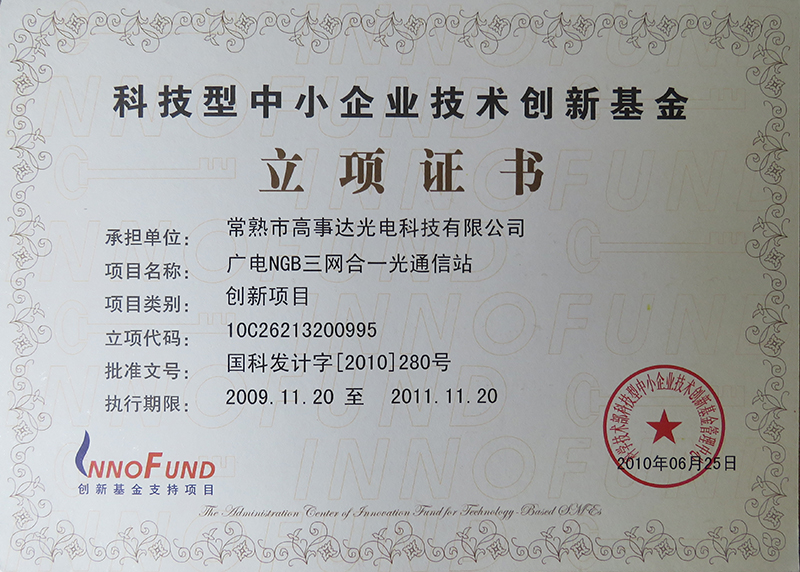 科技型中小企业技术创新基金
立项证书
承担单位: 常熟市高事达光电科技有限公司
项目名称: 广电NGB三网合一光通信站
项目类别: 创新项目
立项代码: 10C26213200995
批准文号: 国科发计字[2010]280号
执行期限: 2009.11.20 至 2011.11.20
科学技术部科技型中小企业技术创新基金管理中心
2010年06月25日
INNOFUND
创新基金支持项目
The Administration Center of Innovation Fund for Technology-Based SMEs